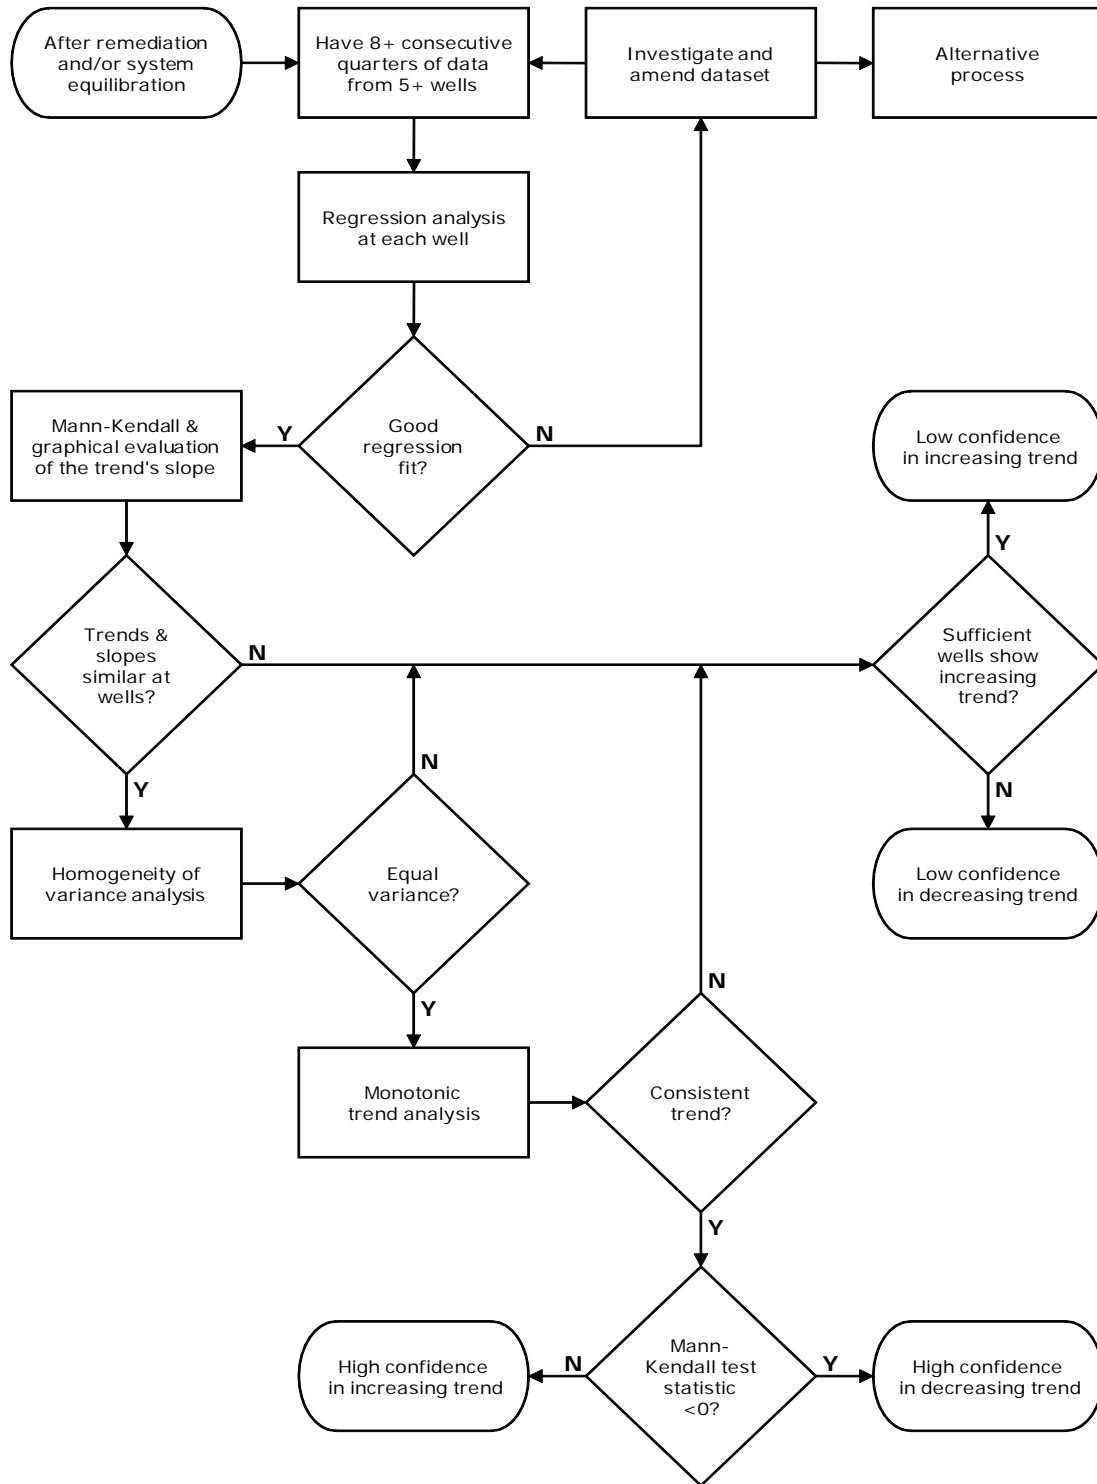 After remediation
and/or system
equilibration
Have 8+ consecutive
quarters of data
from 5+ wells
Investigate and
amend dataset
Alternative
process
Regression analysis
at each well
Mann-Kendall &
graphical evaluation
of the trend's slope
Y
Good
regression
fit?
N
Low confidence
in increasing trend
Y
Trends &
slopes
similar at
wells?
N
Sufficient
wells show
increasing
trend?
N
Y
N
Homogeneity of
variance analysis
Equal
variance?
Low confidence
in decreasing trend
Y
N
Monotonic
trend analysis
Consistent
trend?
Y
High confidence
in increasing trend
N
Mann-
Kendall test
statistic
<0?
Y
High confidence
in decreasing trend